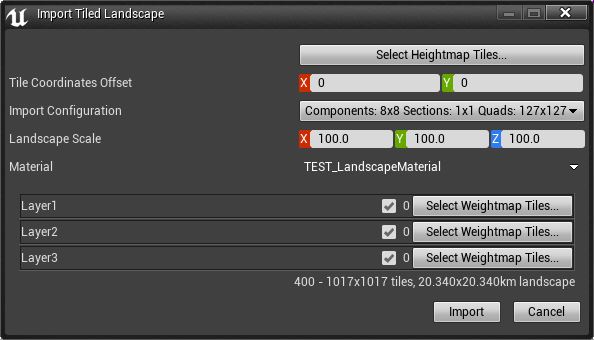 Import Tiled Landscape
Select Heightmap Tiles...
Tile Coordinates Offset X 0 Y 0
Import Configuration Components: 8x8 Sections: 1x1 Quads: 127x127
Landscape Scale X 100.0 Y 100.0 Z 100.0
Material TEST_LandscapeMaterial
Layer1 0 Select Weightmap Tiles...
Layer2 0 Select Weightmap Tiles...
Layer3 0 Select Weightmap Tiles...
400 - 1017x1017 tiles, 20.340x20.340km landscape
Import Cancel